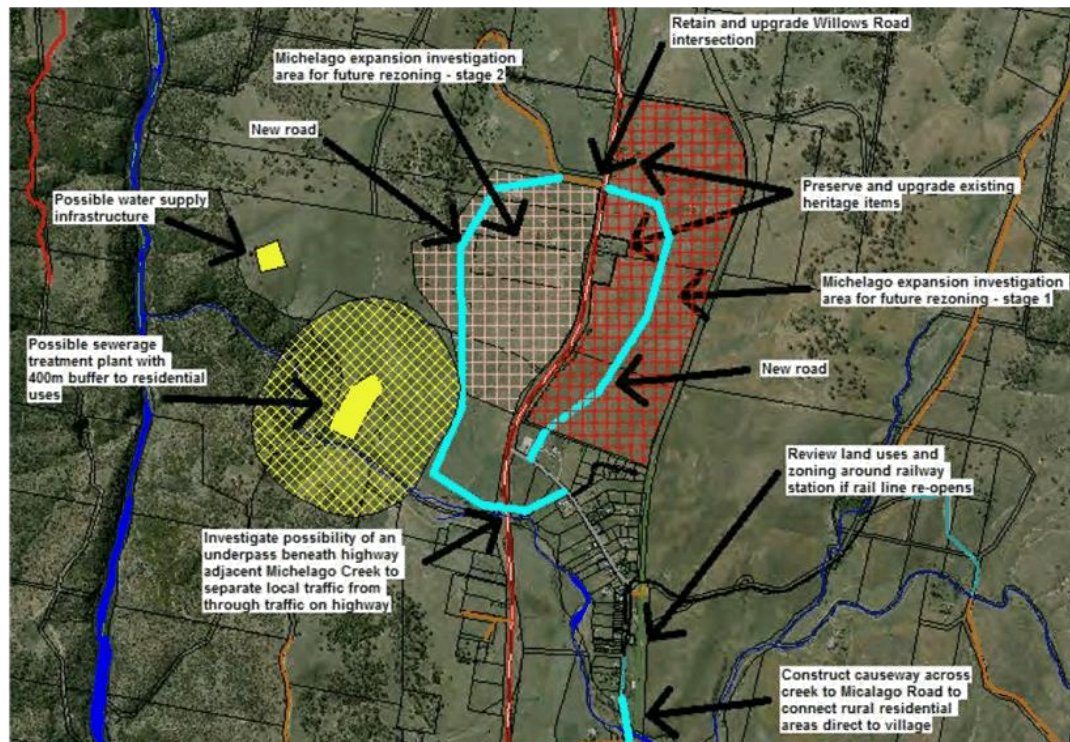 Retain and upgrade Willows Road
intersection
Michelago expansion investigation
area for future rezoning - stage 2
New road
Possible water supply
infrastructure
Preserve and upgrade existing
heritage items
Michelago expansion investigation
area for future rezoning - stage 1
Possible sewerage
treatment plant with
400m buffer to residential
uses
New road
Review land uses and
zoning around railway
station if rail line re-opens
Investigate possibility of an
underpass beneath highway
adjacent Michelago Creek to
separate local traffic from
through traffic on highway
Construct causeway across
creek to Micalago Road to
connect rural residential
areas direct to village